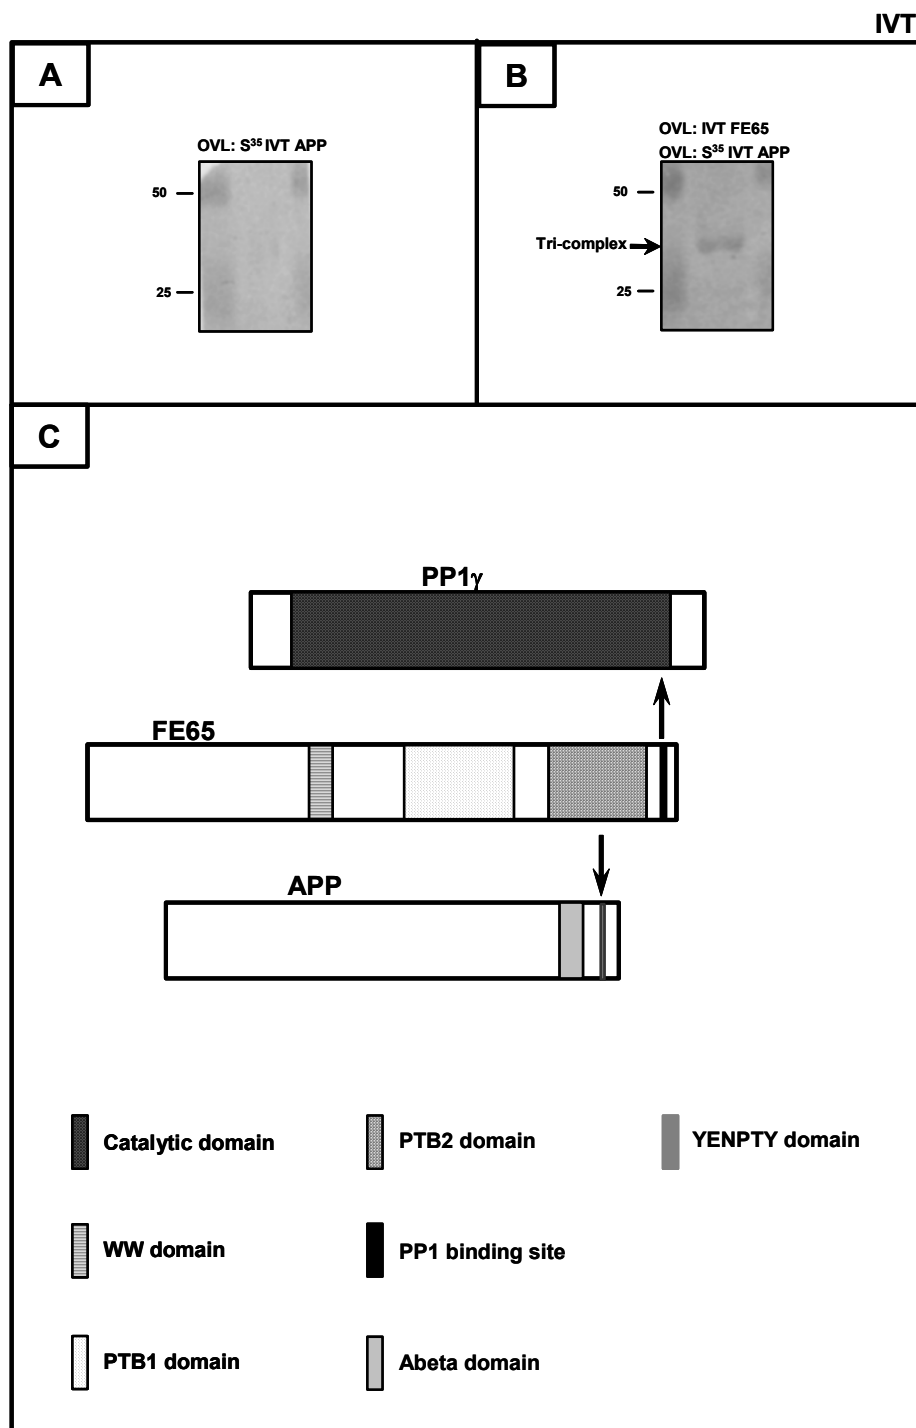 IVT
A
B
OVL: S35 IVT APP
50
25
OVL: IVT FE65
OVL: S35 IVT APP
50
Tri-complex
25
C
PP1γ
FE65
APP
Catalytic domain
PTB2 domain
YENPTY domain
WW domain
PP1 binding site
PTB1 domain
Abeta domain